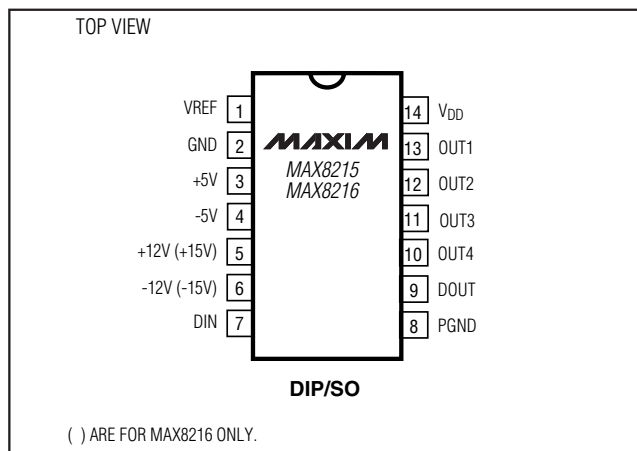 TOP VIEW
VREF 1
GND 2
+5V 3
-5V 4
+12V (+15V) 5
-12V (-15V) 6
DIN 7
MAXIM
MAX8215
MAX8216
14 VDD
13 OUT1
12 OUT2
11 OUT3
10 OUT4
9 DOUT
8 PGND
DIP/SO
( ) ARE FOR MAX8216 ONLY.